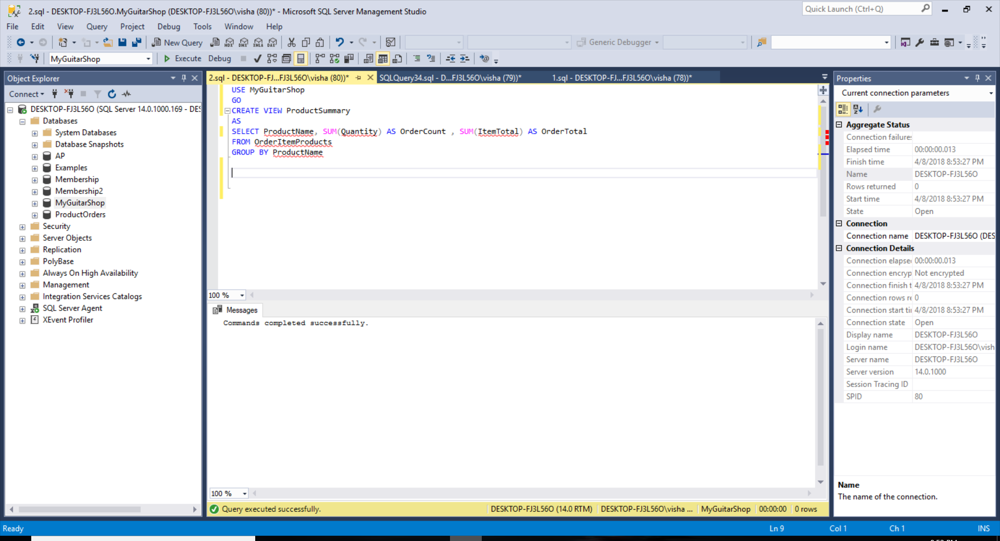 2.sql - DESKTOP-FJ3L56O.MyGuitarShop (DESKTOP-FJ3L56O\visha (80))* - Microsoft SQL Server Management Studio
Quick Launch (Ctrl+Q)
File Edit View Query Project Debug Tools Window Help
New Query MDX DMX XMLA DAX Generic Debugger
MyGuitarShop Execute Debug
Object Explorer
Connect
DESKTOP-FJ3L56O (SQL Server 14.0.1000.169 - DES
Databases
System Databases
Database Snapshots
AP
Examples
Membership
Membership2
MyGuitarShop
ProductOrders
Security
Server Objects
Replication
PolyBase
Always On High Availability
Management
Integration Services Catalogs
SQL Server Agent
XEvent Profiler
2.sql - DESKTOP-FJ...FJ3L56O\visha (80))* SQLQuery34.sql - D...FJ3L56O\visha (79))* 1.sql - DESKTOP-FJ...FJ3L56O\visha (78))*
USE MyGuitarShop
GO
CREATE VIEW ProductSummary
AS
SELECT ProductName, SUM(Quantity) AS OrderCount , SUM(ItemTotal) AS OrderTotal
FROM OrderItemProducts
GROUP BY ProductName
100 %
Messages
Commands completed successfully.
100 %
Query executed successfully. DESKTOP-FJ3L56O (14.0 RTM) DESKTOP-FJ3L56O\visha ... MyGuitarShop 00:00:00 0 rows
Properties
Current connection parameters
Aggregate Status
Connection failures
Elapsed time 00:00:00.013
Finish time 4/8/2018 8:53:27 PM
Name DESKTOP-FJ3L56O
Rows returned 0
Start time 4/8/2018 8:53:27 PM
State Open
Connection
Connection name DESKTOP-FJ3L56O (DES
Connection Details
Connection elapse 00:00:00.013
Connection encryp Not encrypted
Connection finish t 4/8/2018 8:53:27 PM
Connection rows re 0
Connection start ti 4/8/2018 8:53:27 PM
Connection state Open
Display name DESKTOP-FJ3L56O
Login name DESKTOP-FJ3L56O\vish
Server name DESKTOP-FJ3L56O
Server version 14.0.1000
Session Tracing ID
SPID 80
Name
The name of the connection.
Ready Ln 9 Col 1 Ch 1 INS